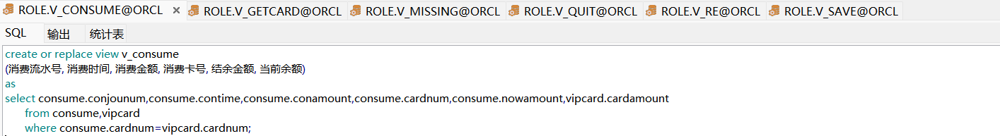 ROLE.V_CONSUME@ORCL ROLE.V_GETCARD@ORCL ROLE.V_MISSING@ORCL ROLE.V_QUIT@ORCL ROLE.V_RE@ORCL ROLE.V_SAVE@ORCL
SQL 输出 统计表
create or replace view v_consume
(消费流水号, 消费时间, 消费金额, 消费卡号, 结余金额, 当前余额)
as
select consume.conjounum,consume.contime,consume.conamount,consume.cardnum,consume.nowamount,vipcard.cardamount
from consume,vipcard
where consume.cardnum=vipcard.cardnum;